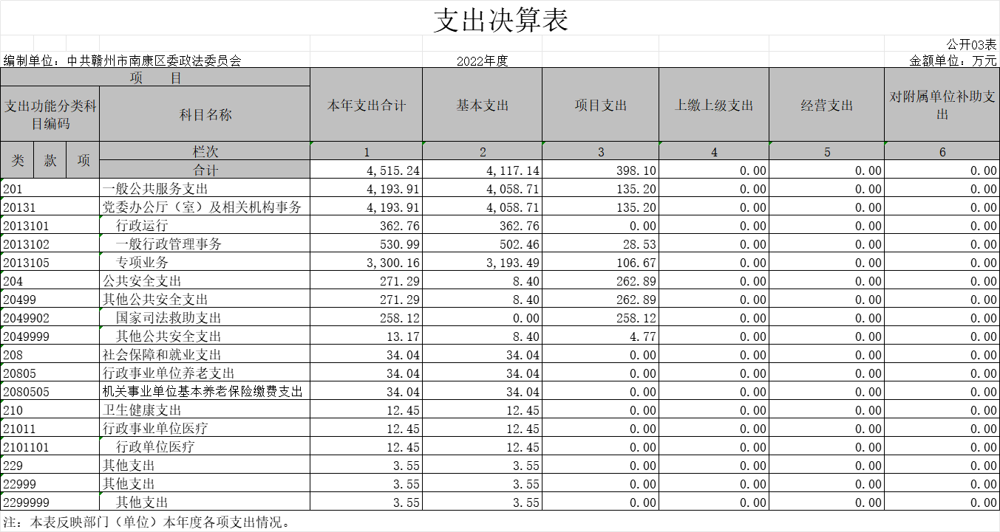 支出决算表
公开03表
编制单位：中共赣州市南康区委政法委员会 2022年度 金额单位：万元
项 目 本年支出合计 基本支出 项目支出 上缴上级支出 经营支出 对附属单位补助支出
支出功能分类科目编码 科目名称
类 款 项 栏次 1 2 3 4 5 6
合计 4,515.24 4,117.14 398.10 0.00 0.00 0.00
201 一般公共服务支出 4,193.91 4,058.71 135.20 0.00 0.00 0.00
20131 党委办公厅（室）及相关机构事务 4,193.91 4,058.71 135.20 0.00 0.00 0.00
2013101 行政运行 362.76 362.76 0.00 0.00 0.00 0.00
2013102 一般行政管理事务 530.99 502.46 28.53 0.00 0.00 0.00
2013105 专项业务 3,300.16 3,193.49 106.67 0.00 0.00 0.00
204 公共安全支出 271.29 8.40 262.89 0.00 0.00 0.00
20499 其他公共安全支出 271.29 8.40 262.89 0.00 0.00 0.00
2049902 国家司法救助支出 258.12 0.00 258.12 0.00 0.00 0.00
2049999 其他公共安全支出 13.17 8.40 4.77 0.00 0.00 0.00
208 社会保障和就业支出 34.04 34.04 0.00 0.00 0.00 0.00
20805 行政事业单位养老支出 34.04 34.04 0.00 0.00 0.00 0.00
2080505 机关事业单位基本养老保险缴费支出 34.04 34.04 0.00 0.00 0.00 0.00
210 卫生健康支出 12.45 12.45 0.00 0.00 0.00 0.00
21011 行政事业单位医疗 12.45 12.45 0.00 0.00 0.00 0.00
2101101 行政单位医疗 12.45 12.45 0.00 0.00 0.00 0.00
229 其他支出 3.55 3.55 0.00 0.00 0.00 0.00
22999 其他支出 3.55 3.55 0.00 0.00 0.00 0.00
2299999 其他支出 3.55 3.55 0.00 0.00 0.00 0.00
注：本表反映部门（单位）本年度各项支出情况。